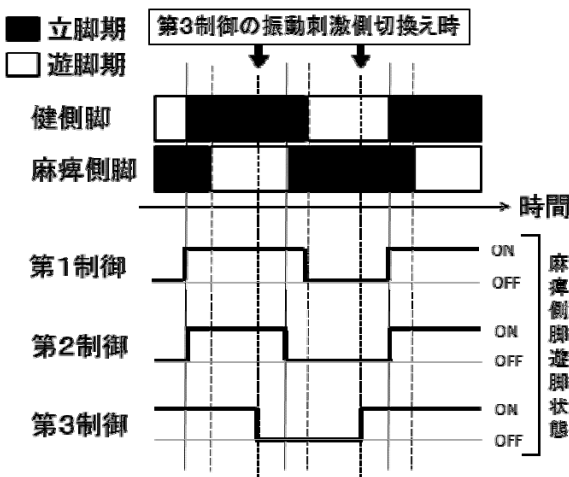 立脚期
遊脚期
第3制御の振動刺激側切換え時
健側脚
麻痺側脚
時間
第1制御
ON
OFF
第2制御
ON
OFF
第3制御
ON
OFF
麻痺側脚遊脚状態